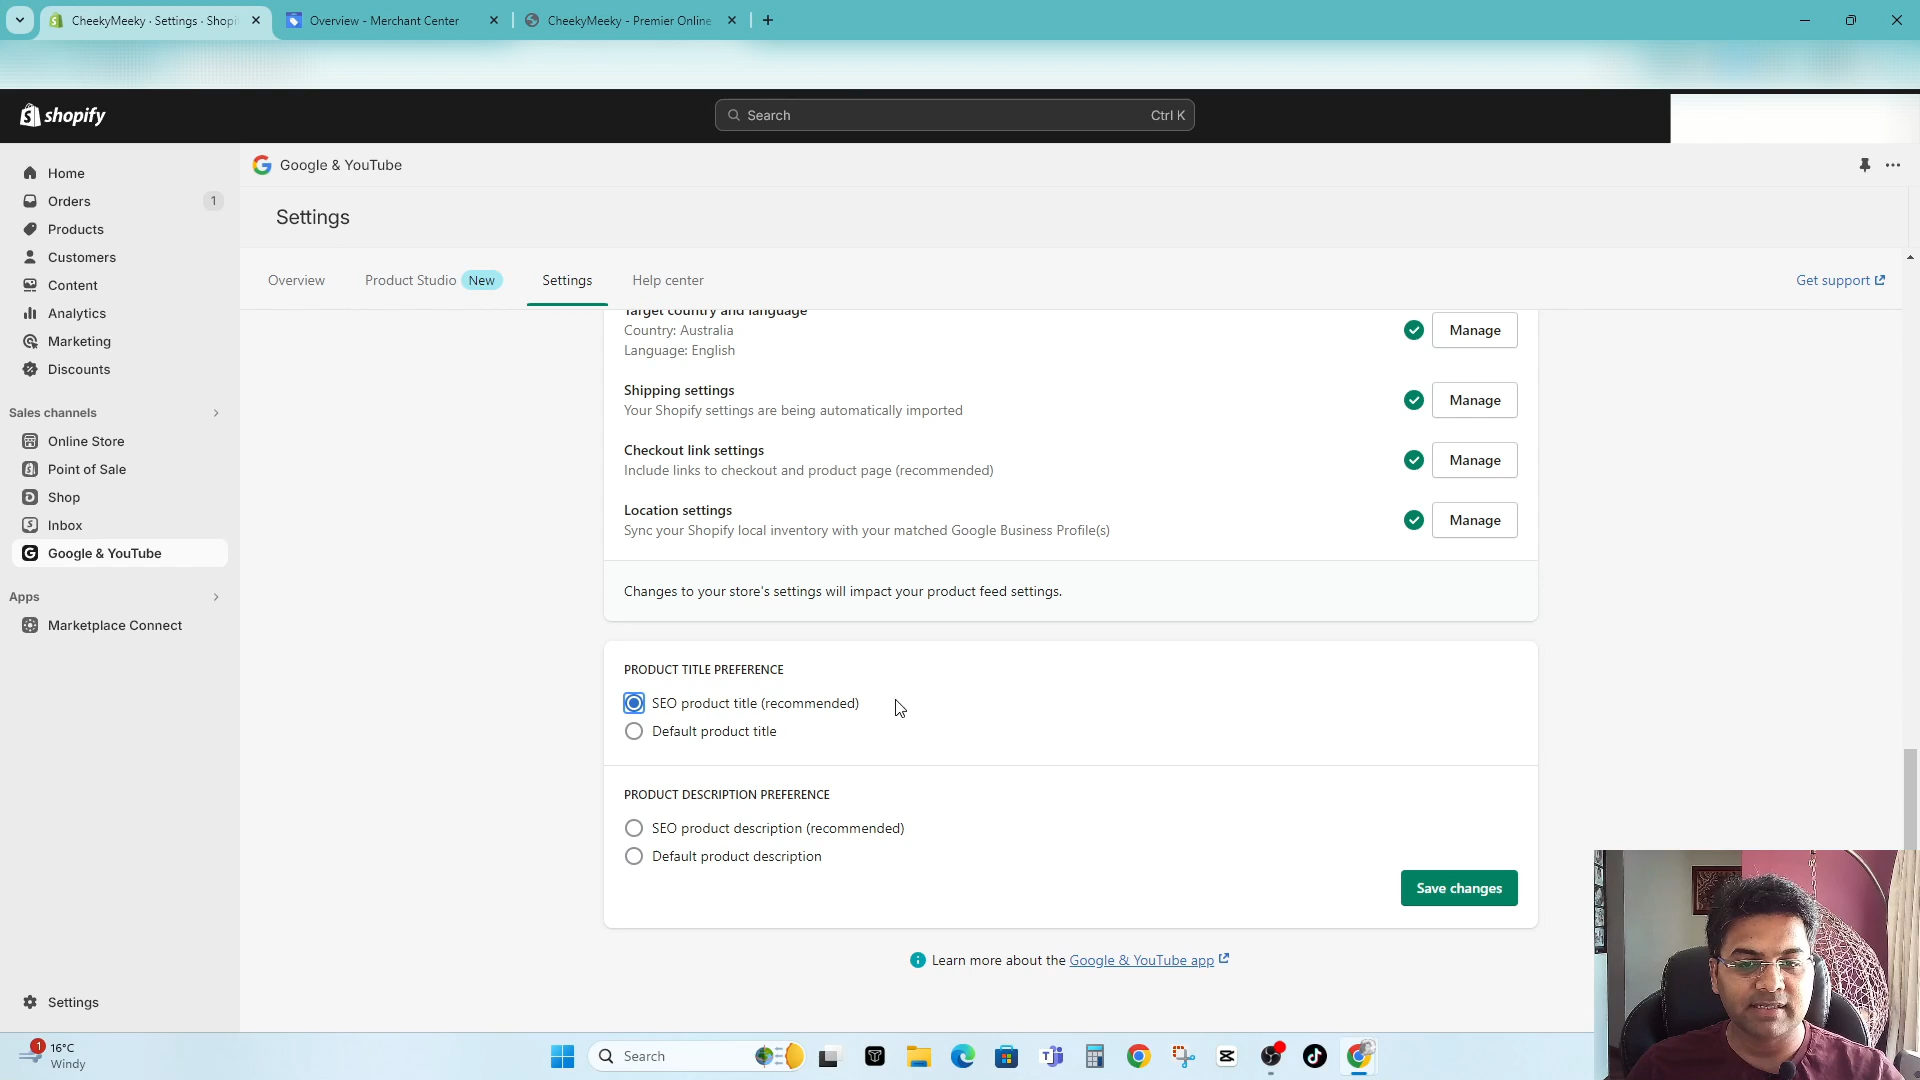 CheekyMeeky · Settings · Shopi
Overview - Merchant Center
CheekyMeeky - Premier Online
shopify
Search
Ctrl K
Home
Orders
1
Products
Customers
Content
Analytics
Marketing
Discounts
Sales channels
Online Store
Point of Sale
Shop
Inbox
Google & YouTube
Apps
Marketplace Connect
Settings
Google & YouTube
Settings
Overview
Product Studio New
Settings
Help center
Get support
Target country and language
Country: Australia
Language: English
Manage
Shipping settings
Your Shopify settings are being automatically imported
Manage
Checkout link settings
Include links to checkout and product page (recommended)
Manage
Location settings
Sync your Shopify local inventory with your matched Google Business Profile(s)
Manage
Changes to your store's settings will impact your product feed settings.
PRODUCT TITLE PREFERENCE
SEO product title (recommended)
Default product title
PRODUCT DESCRIPTION PREFERENCE
SEO product description (recommended)
Default product description
Save changes
Learn more about the Google & YouTube app
1
16°C
Windy
Search